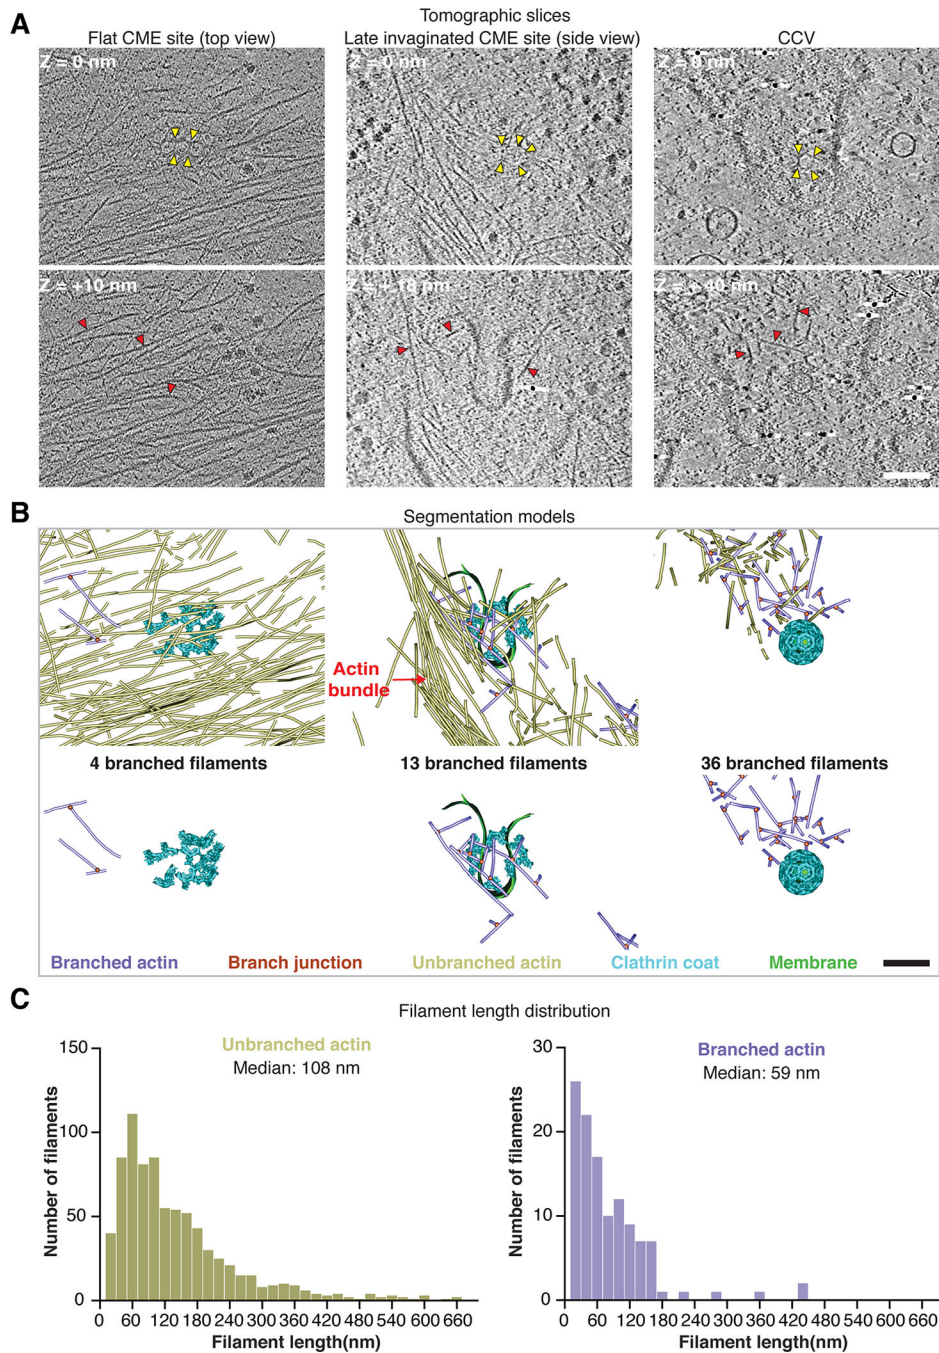 A
Tomographic slices
Flat CME site (top view)
Late invaginated CME site (side view)
CCV
Z = 0 nm
Z = 0 nm
Z = 0 nm
Z = +10 nm
Z = + 18 nm
Z = + 40 nm
B
Segmentation models
Actin
bundle
4 branched filaments
13 branched filaments
36 branched filaments
Branched actin
Branch junction
Unbranched actin
Clathrin coat
Membrane
C
Filament length distribution
Unbranched actin
Median: 108 nm
Number of filaments
150
100
50
0
0 60 120 180 240 300 360 420 480 540 600 660
Filament length(nm)
Branched actin
Median: 59 nm
Number of filaments
30
20
10
0
0 60 120 180 240 300 360 420 480 540 600 660
Filament length(nm)